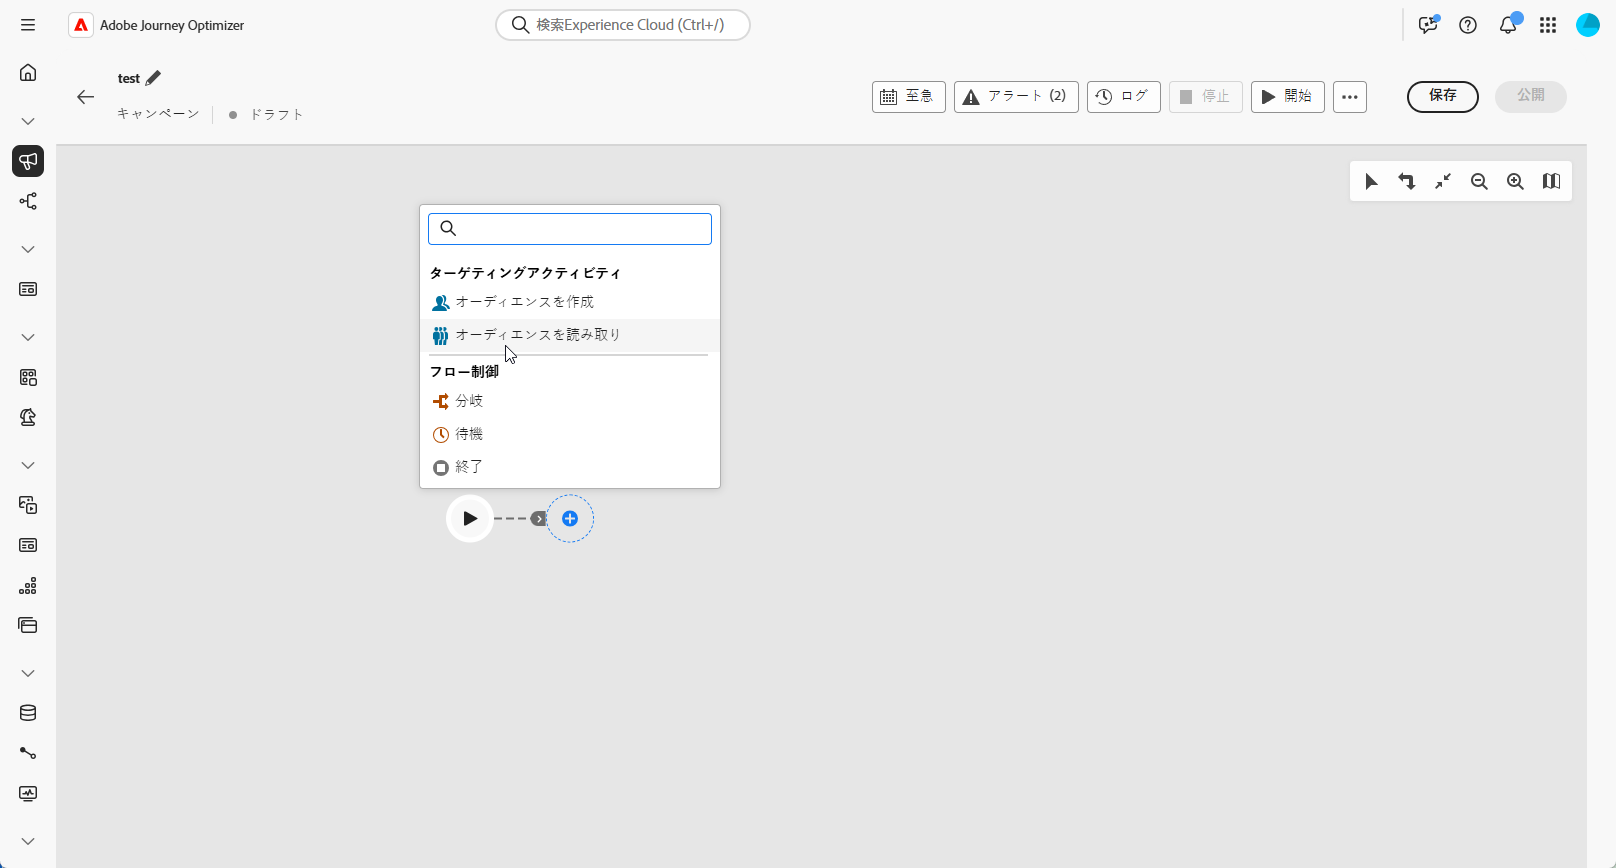 Adobe Journey Optimizer
検索Experience Cloud (Ctrl+/)
test
キャンペーン
ドラフト
至急
アラート (2)
ログ
停止
開始
保存
公開
ターゲティングアクティビティ
オーディエンスを作成
オーディエンスを読み取り
フロー制御
分岐
待機
終了